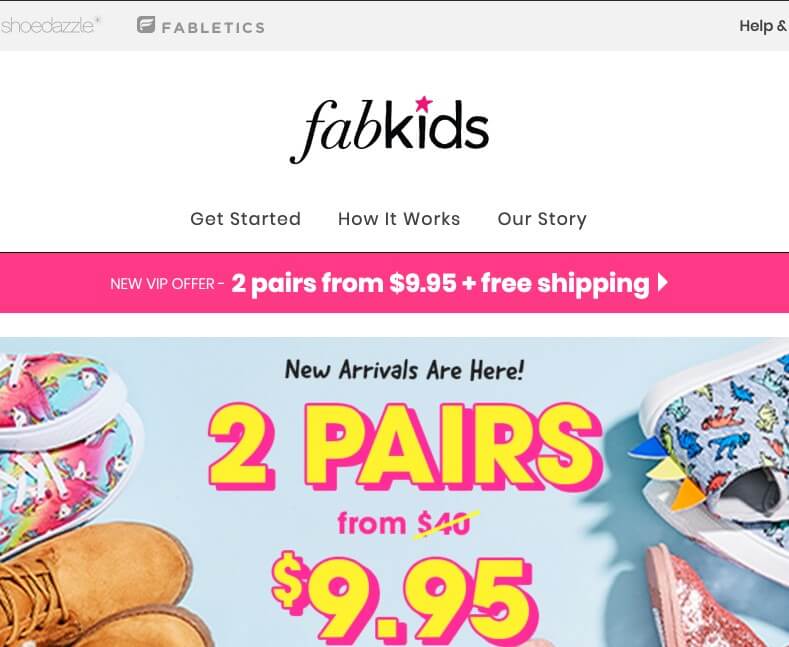 shoedazzle*
FABLETICS
Help &
fabkids
Get Started How It Works Our Story
NEW VIP OFFER - 2 pairs from $9.95 + free shipping
New Arrivals Are Here!
2 PAIRS
from $40
$9.95